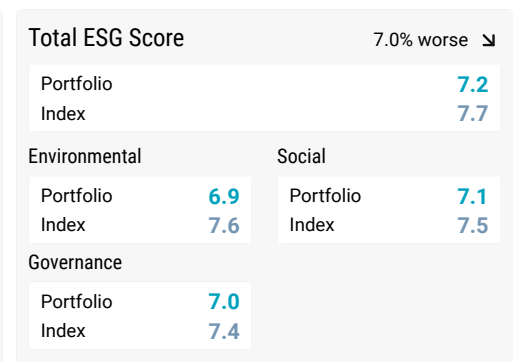 Total ESG Score 7.0% worse
Portfolio 7.2
Index 7.7
Environmental
Portfolio 6.9
Index 7.6
Social
Portfolio 7.1
Index 7.5
Governance
Portfolio 7.0
Index 7.4